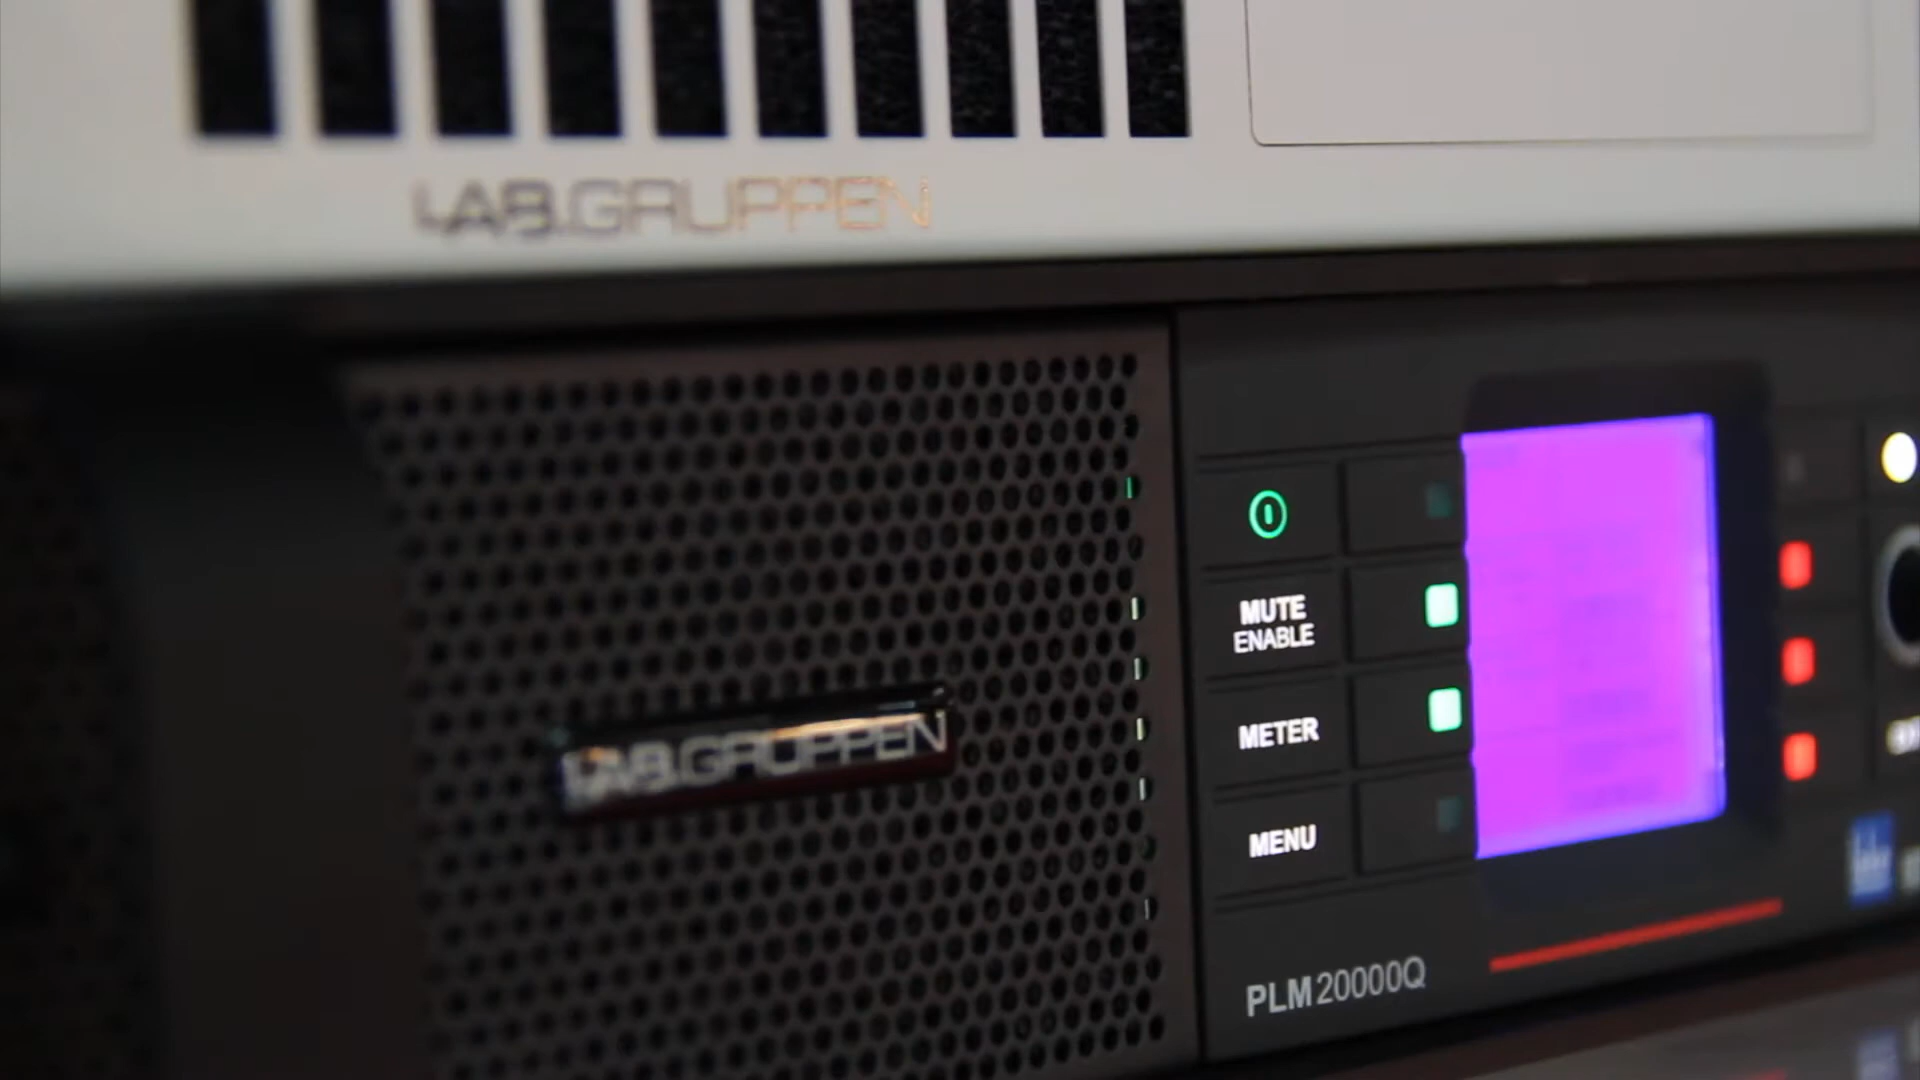 LAB.GRUPPEN
MUTE
ENABLE
LAB.GRUPPEN
METER
MENU
PLM 20000Q